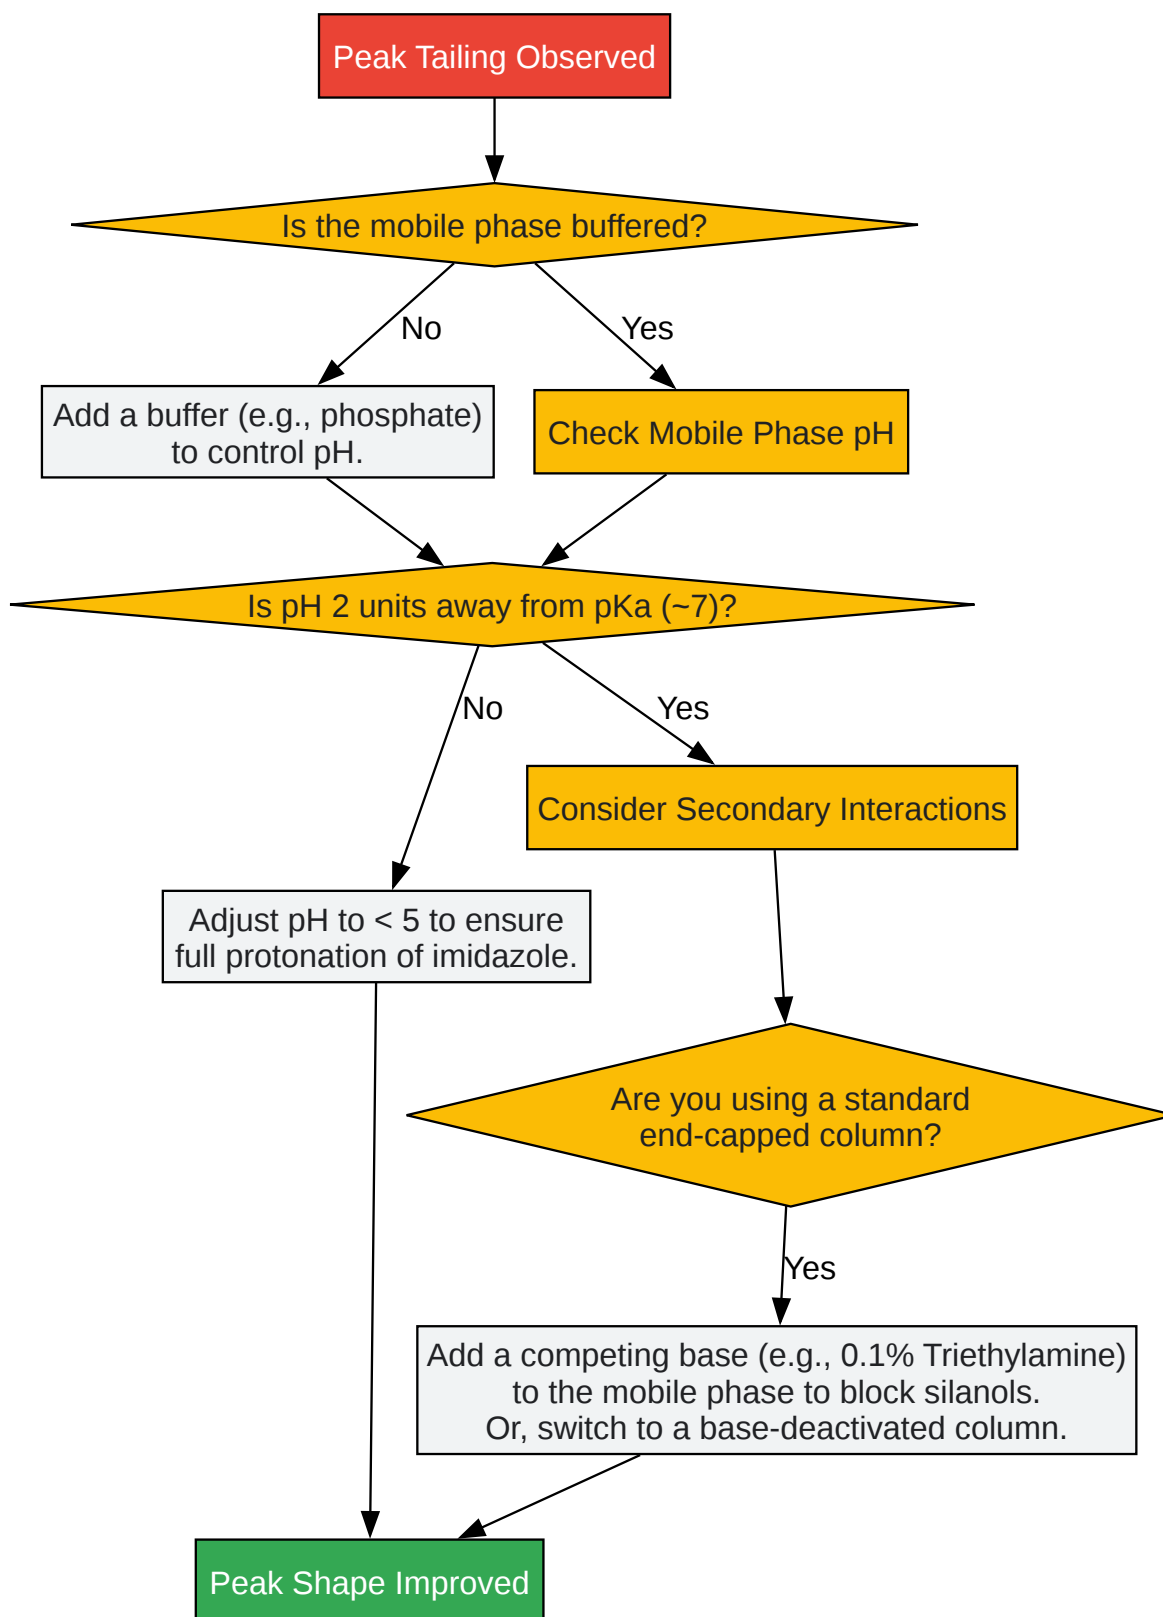 Peak Tailing Observed
Is the mobile phase buffered?
No
Yes
Add a buffer (e.g., phosphate)
to control pH.
Check Mobile Phase pH
Is pH 2 units away from pKa (~7)?
No
Yes
Consider Secondary Interactions
Adjust pH to < 5 to ensure
full protonation of imidazole.
Are you using a standard
end-capped column?
Yes
Add a competing base (e.g., 0.1% Triethylamine)
to the mobile phase to block silanols.
Or, switch to a base-deactivated column.
Peak Shape Improved